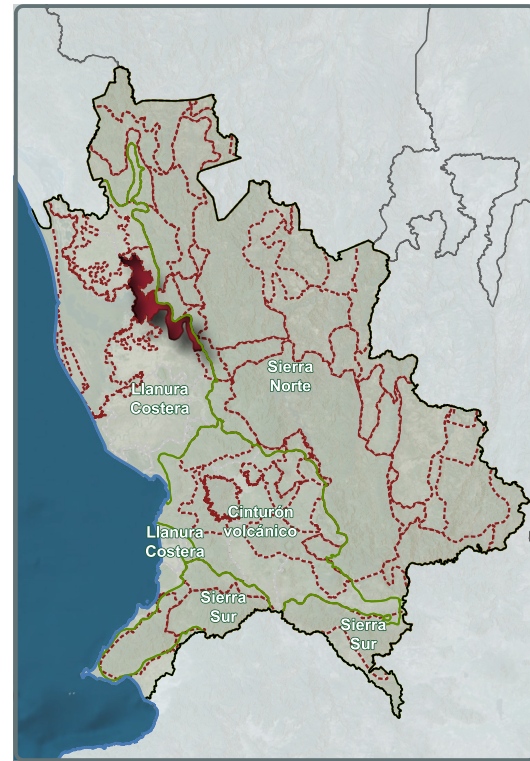 Sierra
Norte
Llanura
Costera
Cinturón
volcánico
Llanura
Costera
Sierra
Sur
Sierra
Sur